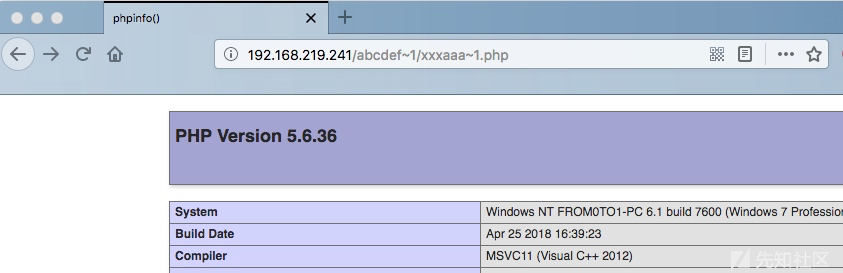 phpinfo()
192.168.219.241/abcdef~1/xxxaaa~1.php
PHP Version 5.6.36
System Windows NT FROM0TO1-PC 6.1 build 7600 (Windows 7 Profession
Build Date Apr 25 2018 16:39:23
Compiler MSVC11 (Visual C++ 2012)
先知社区